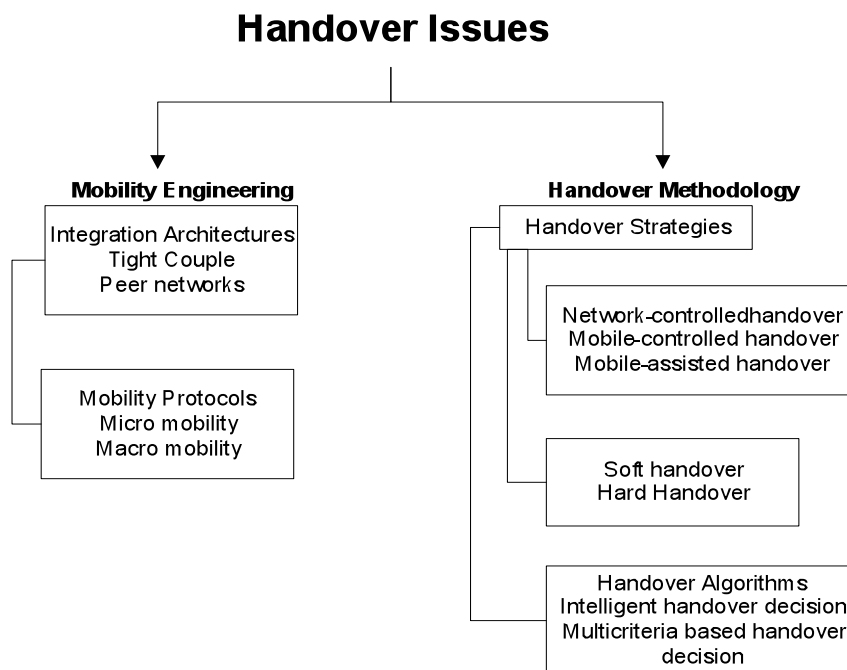 Handover Issues
Mobility Engineering
Integration Architectures
Tight Couple
Peer networks
Mobility Protocols
Micro mobility
Macro mobility
Handover Methodology
Handover Strategies
Network-controlledhandover
Mobile-controlled handover
Mobile-assisted handover
Soft handover
Hard Handover
Handover Algorithms
Intelligent handover decision
Multicriteria based handover
decision